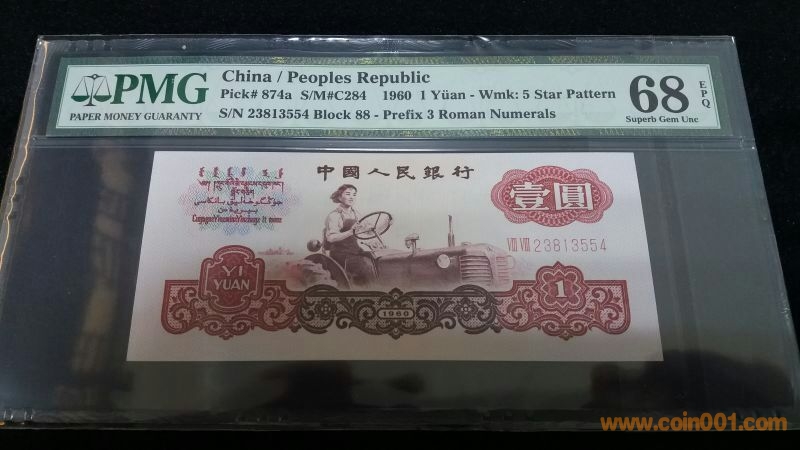 PMG
PAPER MONEY GUARANTY
China / Peoples Republic
Pick# 874a S/M#C284 1960 1 Yüan - Wmk: 5 Star Pattern
S/N 23813554 Block 88 - Prefix 3 Roman Numerals
68
EPQ
Superb Gem Unc
中國人民銀行
壹圓
VIII VIII 23813554
YI
YUAN
1960
1
www.coin001.com